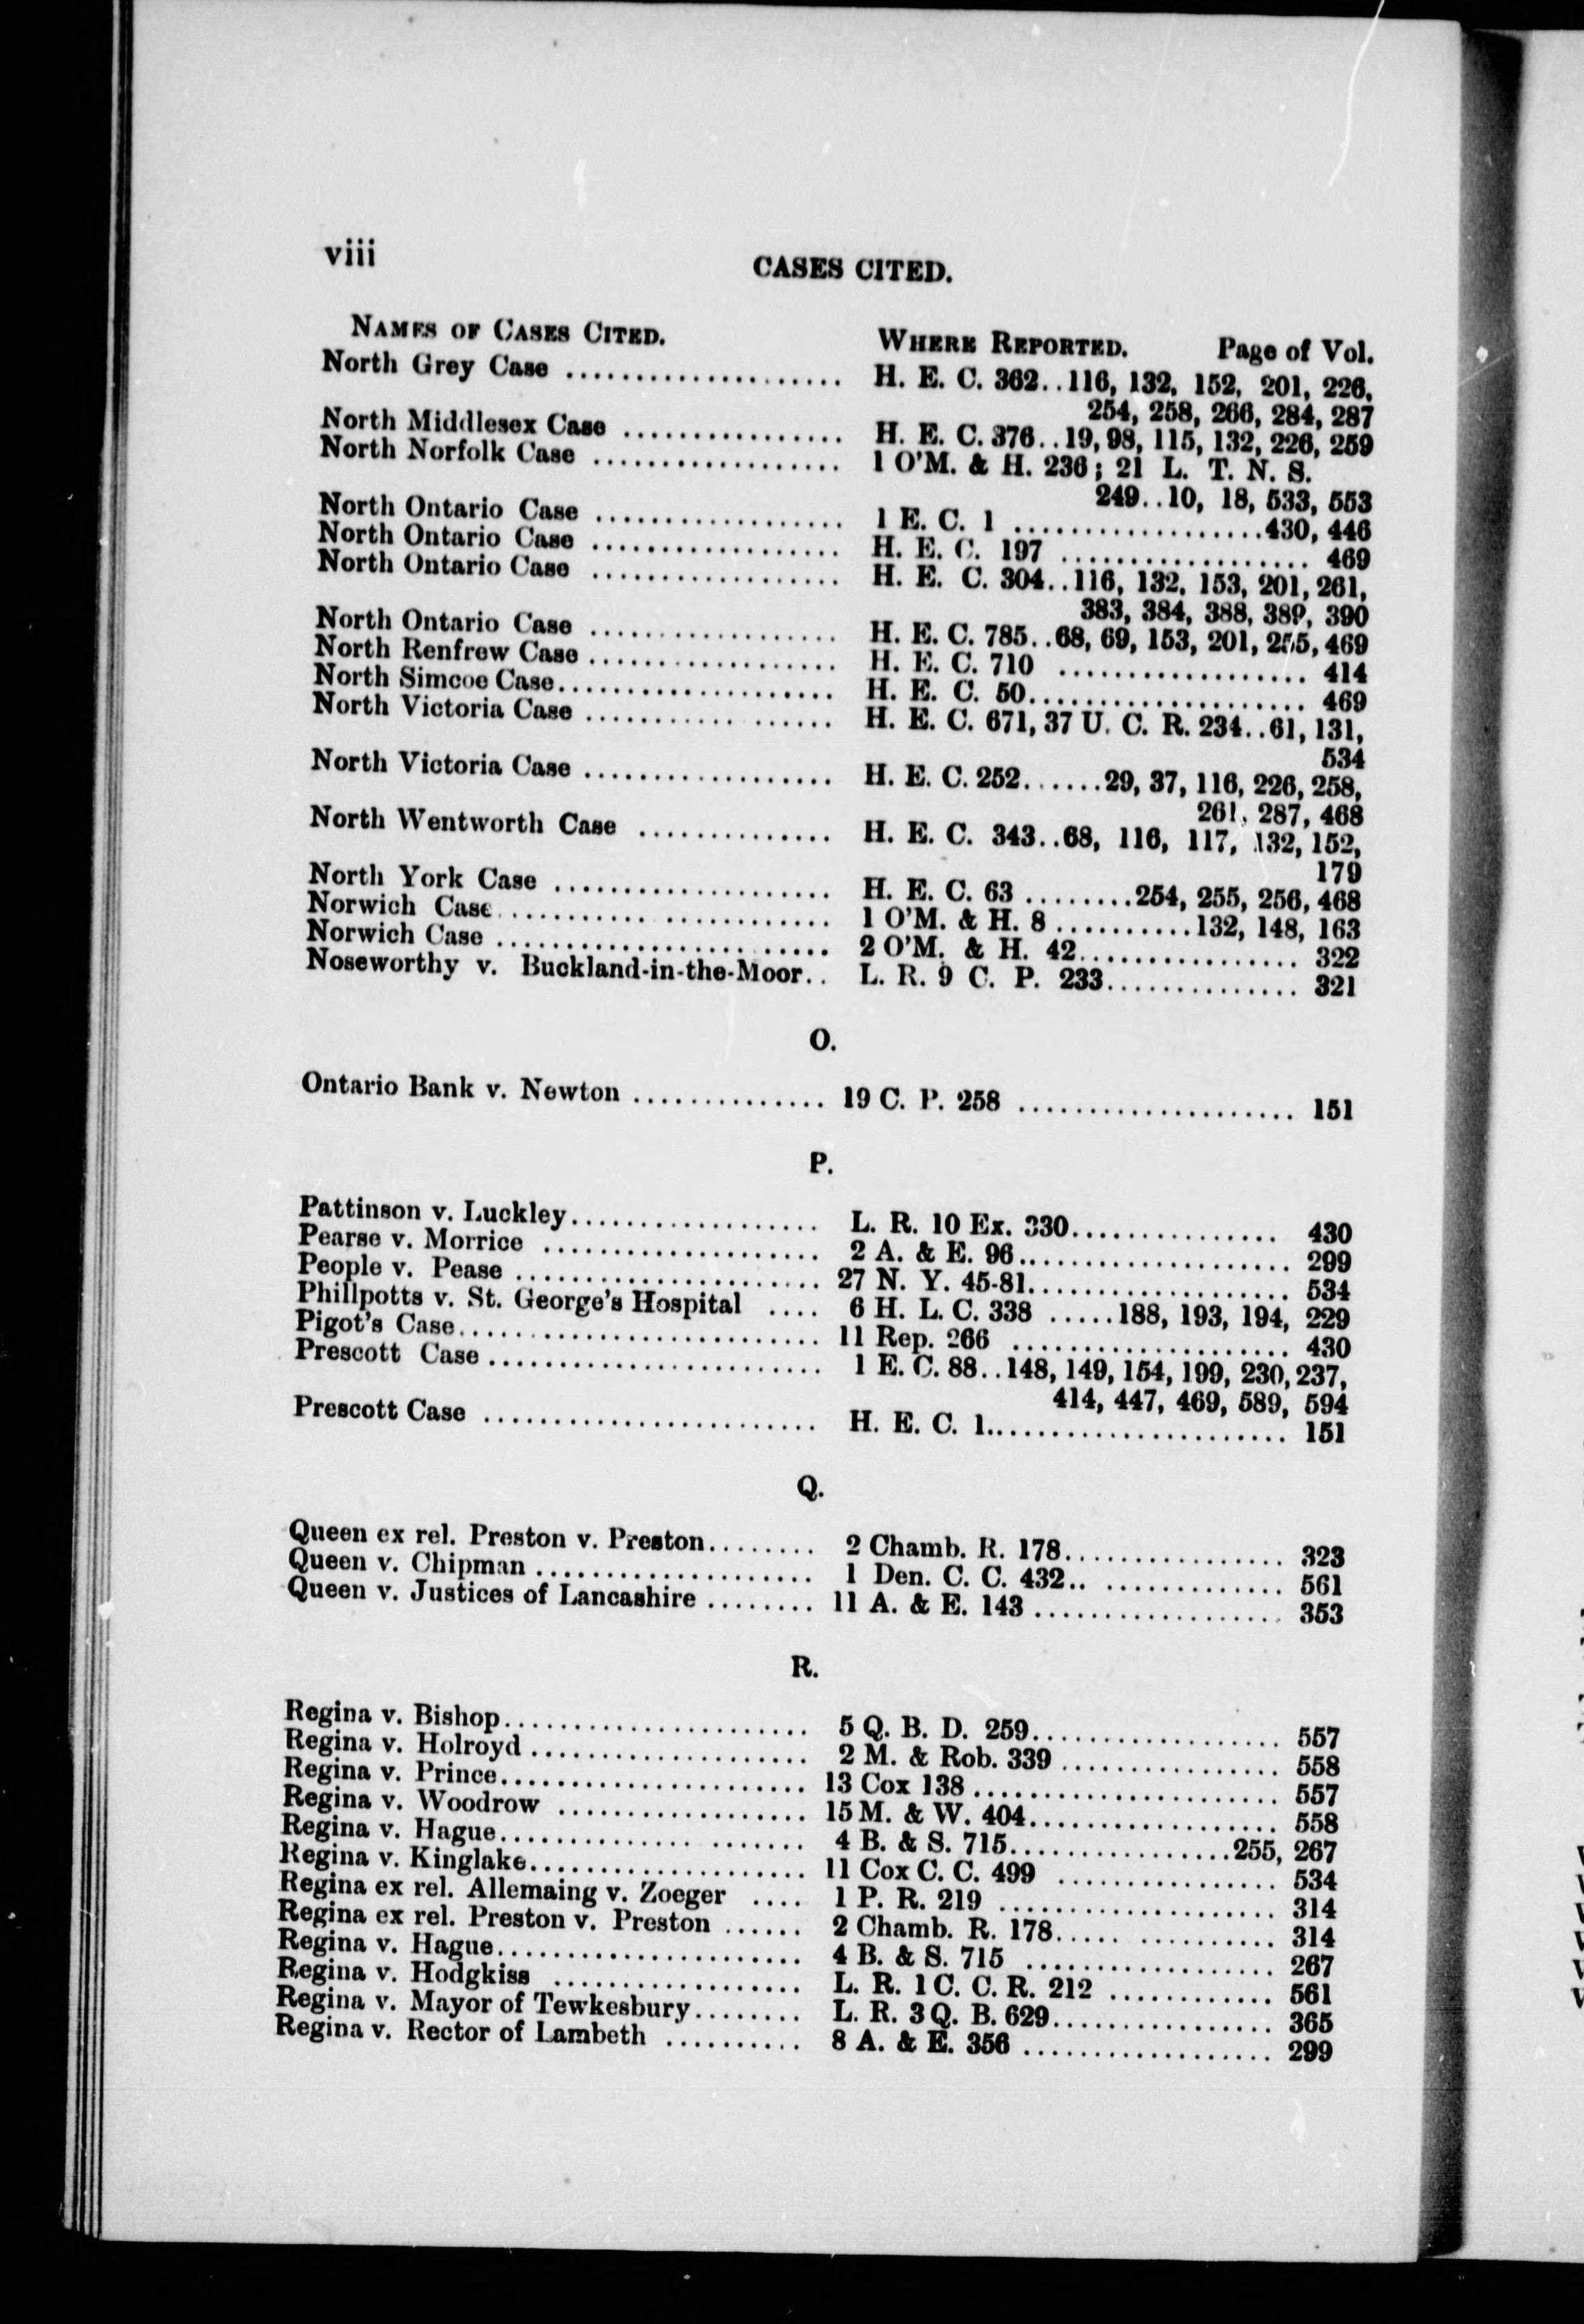 viii
CASES CITED.
NAMES OF CASES CITED. WHERE REPORTED. Page of Vol.
North Grey Case .................... H. E. C. 362..116, 132, 152, 201, 226,
254, 258, 266, 284, 287
North Middlesex Case ................ H. E. C. 376..19, 98, 115, 132, 226, 259
North Norfolk Case .................. 1 O'M. & H. 236; 21 L. T. N. S.
249..10, 18, 533, 553
North Ontario Case .................. 1 E. C. 1 ..................430, 446
North Ontario Case .................. H. E. C. 197 .................. 469
North Ontario Case .................. H. E. C. 304..116, 132, 153, 201, 261,
383, 384, 388, 389, 390
North Ontario Case .................. H. E. C. 785..68, 69, 153, 201, 255, 469
North Renfrew Case .................. H. E. C. 710 .................. 414
North Simcoe Case.................... H. E. C. 50.................... 469
North Victoria Case .................. H. E. C. 671, 37 U. C. R. 234..61, 131,
534
North Victoria Case .................. H. E. C. 252......29, 37, 116, 226, 258,
261, 287, 468
North Wentworth Case .............. H. E. C. 343..68, 116, 117, 132, 152,
179
North York Case .................... H. E. C. 63 ........254, 255, 256, 468
Norwich Case........................ 1 O'M. & H. 8 ..........132, 148, 163
Norwich Case ........................ 2 O'M. & H. 42................ 322
Noseworthy v. Buckland-in-the-Moor.. L. R. 9 C. P. 233.............. 321
O.
Ontario Bank v. Newton .............. 19 C. P. 258 .................... 151
P.
Pattinson v. Luckley.................. L. R. 10 Ex. 330............... 430
Pearse v. Morrice .................... 2 A. & E. 96.................... 299
People v. Pease ...................... 27 N. Y. 45-81................... 534
Phillpotts v. St. George's Hospital .... 6 H. L. C. 338 .....188, 193, 194, 229
Pigot's Case.......................... 11 Rep. 266 .................... 430
Prescott Case ........................ 1 E. C. 88..148, 149, 154, 199, 230, 237,
414, 447, 469, 589, 594
Prescott Case ........................ H. E. C. 1...................... 151
Q.
Queen ex rel. Preston v. Preston........ 2 Chamb. R. 178................ 323
Queen v. Chipman .................... 1 Den. C. C. 432.. ............. 561
Queen v. Justices of Lancashire ........ 11 A. & E. 143 .................. 353
R.
Regina v. Bishop...................... 5 Q. B. D. 259.................. 557
Regina v. Holroyd .................... 2 M. & Rob. 339 ................ 558
Regina v. Prince...................... 13 Cox 138 ...................... 557
Regina v. Woodrow .................. 15 M. & W. 404.................. 558
Regina v. Hague...................... 4 B. & S. 715................255, 267
Regina v. Kinglake.................... 11 Cox C. C. 499 ................ 534
Regina ex rel. Allemaing v. Zoeger .... 1 P. R. 219 .................... 314
Regina ex rel. Preston v. Preston ...... 2 Chamb. R. 178................ 314
Regina v. Hague...................... 4 B. & S. 715 .................. 267
Regina v. Hodgkiss .................. L. R. 1 C. C. R. 212 ............ 561
Regina v. Mayor of Tewkesbury........ L. R. 3 Q. B. 629................ 365
Regina v. Rector of Lambeth .......... 8 A. & E. 356 .................. 299